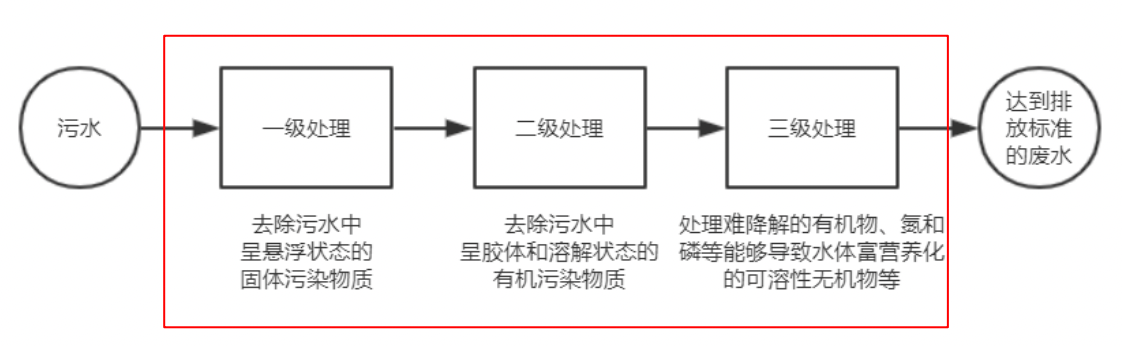 污水
一级处理
二级处理
三级处理
达到排
放标准
的废水
去除污水中
呈悬浮状态的
固体污染物质
去除污水中
呈胶体和溶解状态的
有机污染物质
处理难降解的有机物、氮和
磷等能够导致水体富营养化
的可溶性无机物等